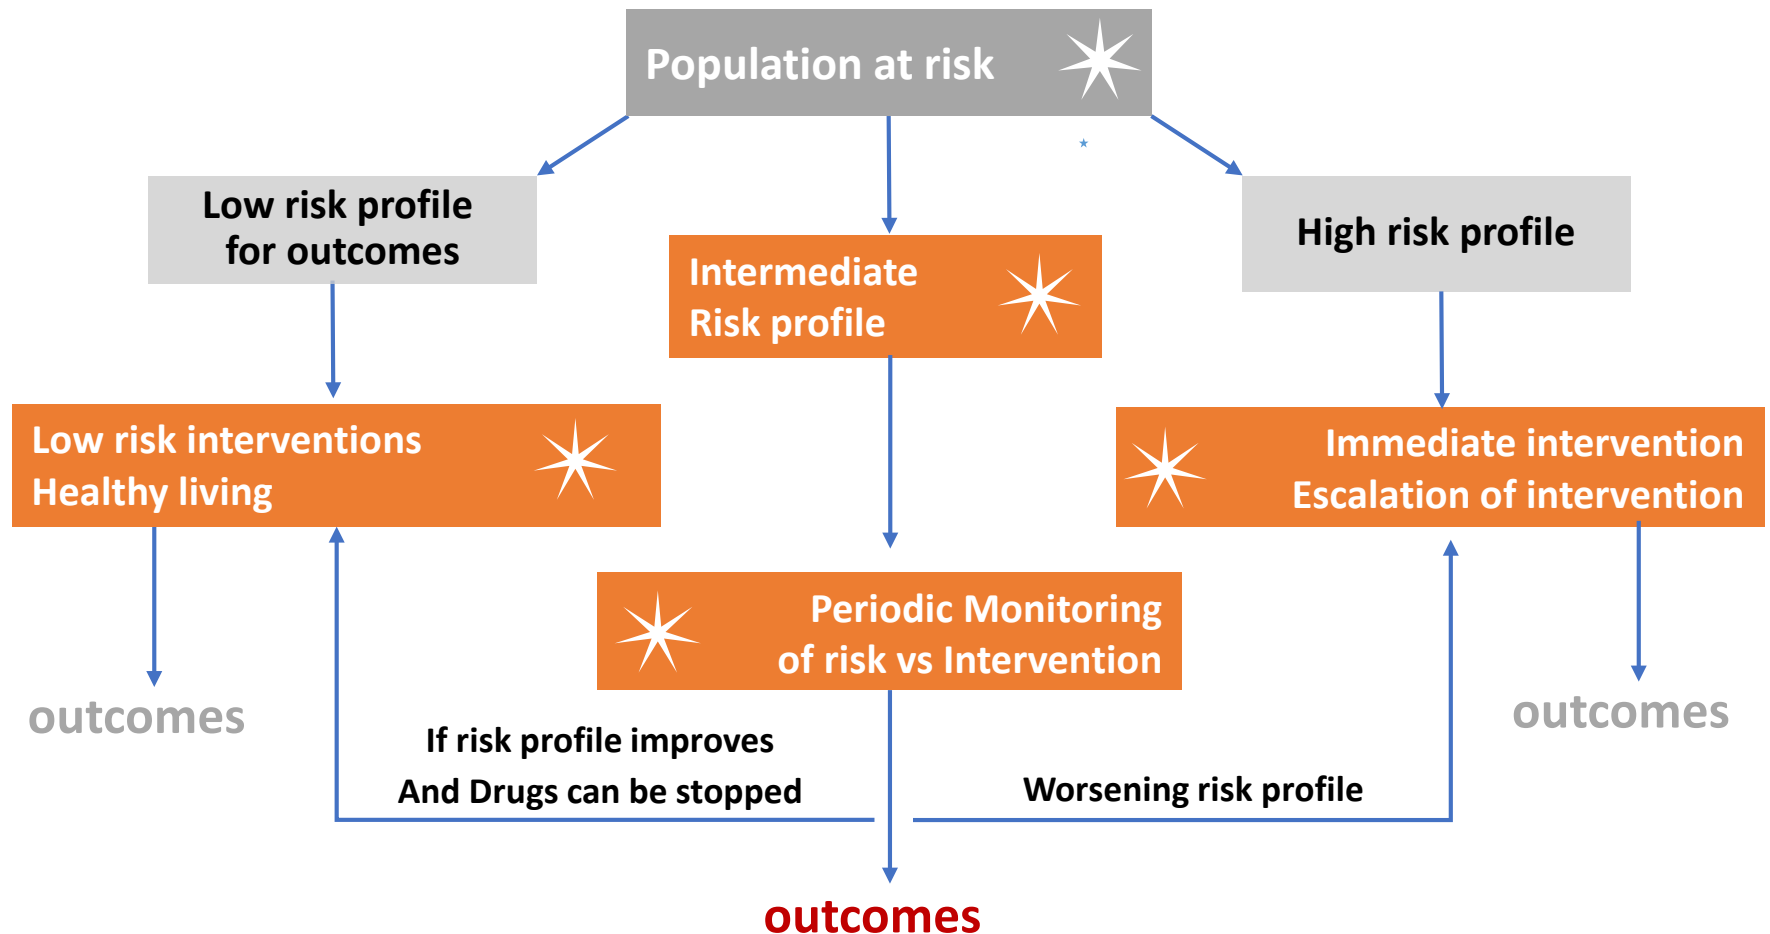 Population at risk
Low risk profile
for outcomes
Intermediate
Risk profile
High risk profile
Low risk interventions
Healthy living
Immediate intervention
Escalation of intervention
Periodic Monitoring
of risk vs Intervention
outcomes
outcomes
If risk profile improves
And Drugs can be stopped
Worsening risk profile
outcomes